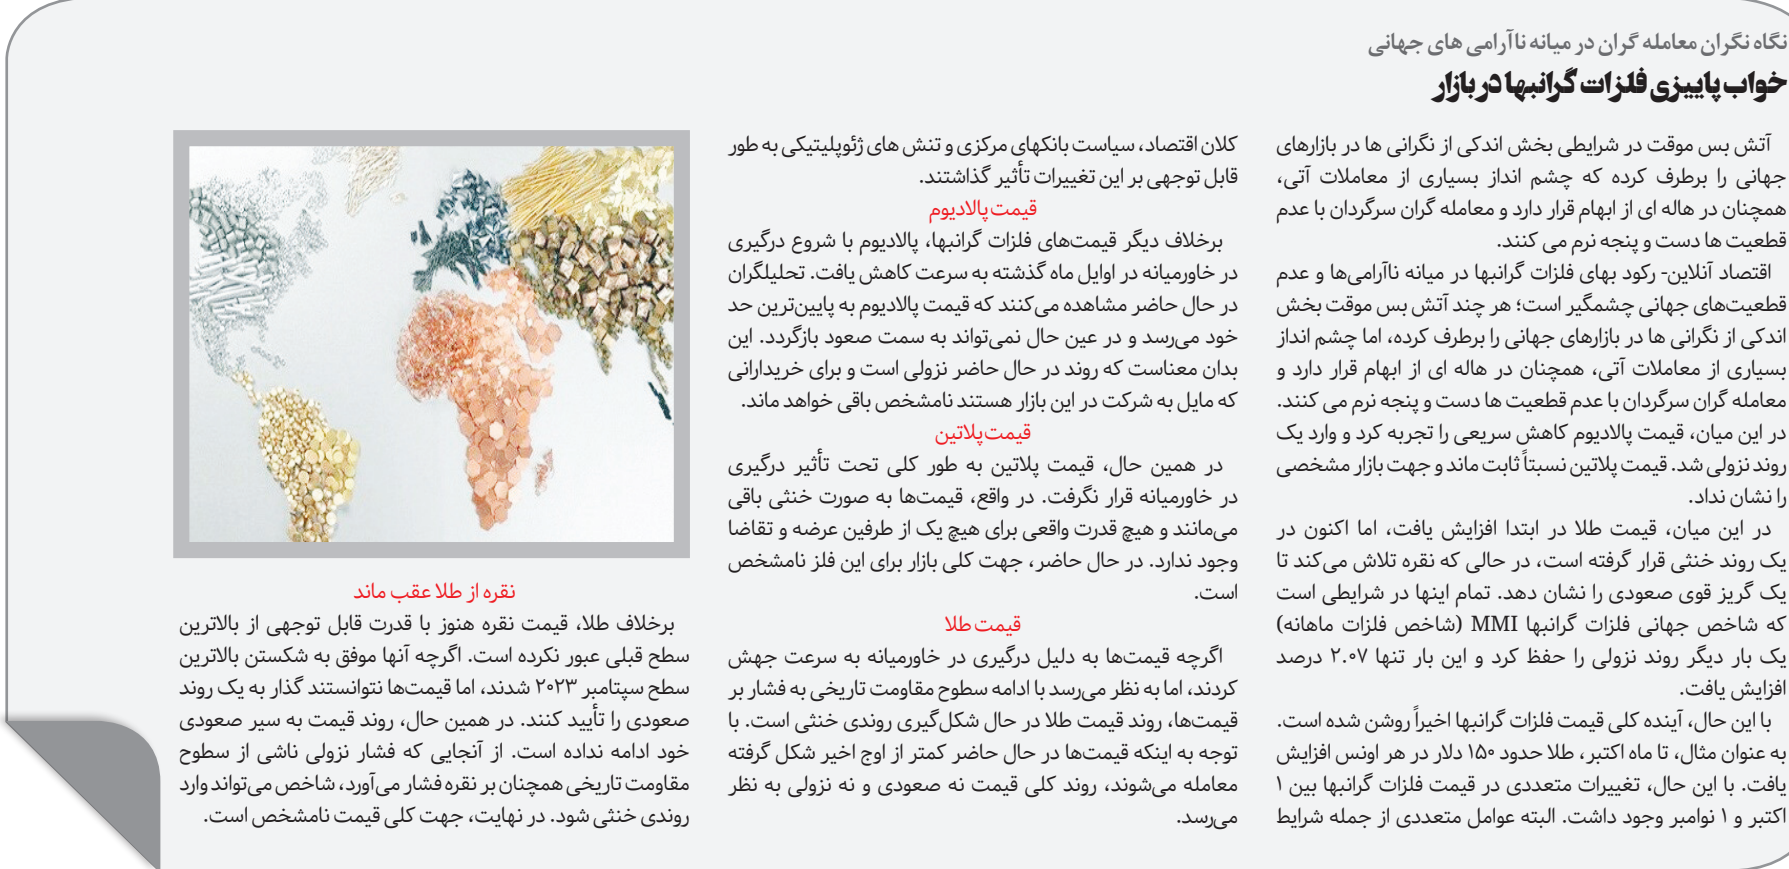 نگاه نگران معامله گران در میانه ناآرامی های جهانی
خواب پاییزی فلزات گرانبها در بازار
آتش بس موقت در شرایطی بخش اندکی از نگرانی ها در بازارهای
جهانی را برطرف کرده که چشم انداز بسیاری از معاملات آتی،
همچنان در هاله ای از ابهام قرار دارد و معامله گران سرگردان با عدم
قطعیت ها دست و پنجه نرم می کنند.
اقتصاد آنلاین- رکود بهای فلزات گرانبها در میانه ناآرامی‌ها و عدم
قطعیت‌های جهانی چشمگیر است؛ هر چند آتش بس موقت بخش
اندکی از نگرانی ها در بازارهای جهانی را برطرف کرده، اما چشم انداز
بسیاری از معاملات آتی، همچنان در هاله ای از ابهام قرار دارد و
معامله گران سرگردان با عدم قطعیت ها دست و پنجه نرم می کنند.
در این میان، قیمت پالادیوم کاهش سریعی را تجربه کرد و وارد یک
روند نزولی شد. قیمت پلاتین نسبتاً ثابت ماند و جهت بازار مشخصی
را نشان نداد.
در این میان، قیمت طلا در ابتدا افزایش یافت، اما اکنون در
یک روند خنثی قرار گرفته است، در حالی که نقره تلاش می‌کند تا
یک گریز قوی صعودی را نشان دهد. تمام اینها در شرایطی است
که شاخص جهانی فلزات گرانبها MMI (شاخص فلزات ماهانه)
یک بار دیگر روند نزولی را حفظ کرد و این بار تنها ۲.۰۷ درصد
افزایش یافت.
با این حال، آینده کلی قیمت فلزات گرانبها اخیراً روشن شده است.
به عنوان مثال، تا ماه اکتبر، طلا حدود ۱۵۰ دلار در هر اونس افزایش
یافت. با این حال، تغییرات متعددی در قیمت فلزات گرانبها بین ۱
اکتبر و ۱ نوامبر وجود داشت. البته عوامل متعددی از جمله شرایط
کلان اقتصاد، سیاست بانکهای مرکزی و تنش های ژئوپلیتیکی به طور
قابل توجهی بر این تغییرات تأثیر گذاشتند.
قیمت پالادیوم
برخلاف دیگر قیمت‌های فلزات گرانبها، پالادیوم با شروع درگیری
در خاورمیانه در اوایل ماه گذشته به سرعت کاهش یافت. تحلیلگران
در حال حاضر مشاهده می‌کنند که قیمت پالادیوم به پایین‌ترین حد
خود می‌رسد و در عین حال نمی‌تواند به سمت صعود بازگردد. این
بدان معناست که روند در حال حاضر نزولی است و برای خریدارانی
که مایل به شرکت در این بازار هستند نامشخص باقی خواهد ماند.
قیمت پلاتین
در همین حال، قیمت پلاتین به طور کلی تحت تأثیر درگیری
در خاورمیانه قرار نگرفت. در واقع، قیمت‌ها به صورت خنثی باقی
می‌مانند و هیچ قدرت واقعی برای هیچ یک از طرفین عرضه و تقاضا
وجود ندارد. در حال حاضر، جهت کلی بازار برای این فلز نامشخص
است.
قیمت طلا
اگرچه قیمت‌ها به دلیل درگیری در خاورمیانه به سرعت جهش
کردند، اما به نظر می‌رسد با ادامه سطوح مقاومت تاریخی به فشار بر
قیمت‌ها، روند قیمت طلا در حال شکل‌گیری روندی خنثی است. با
توجه به اینکه قیمت‌ها در حال حاضر کمتر از اوج اخیر شکل گرفته
معامله می‌شوند، روند کلی قیمت نه صعودی و نه نزولی به نظر
می‌رسد.
نقره از طلا عقب ماند
برخلاف طلا، قیمت نقره هنوز با قدرت قابل توجهی از بالاترین
سطح قبلی عبور نکرده است. اگرچه آنها موفق به شکستن بالاترین
سطح سپتامبر ۲۰۲۳ شدند، اما قیمت‌ها نتوانستند گذار به یک روند
صعودی را تأیید کنند. در همین حال، روند قیمت به سیر صعودی
خود ادامه نداده است. از آنجایی که فشار نزولی ناشی از سطوح
مقاومت تاریخی همچنان بر نقره فشار می‌آورد، شاخص می‌تواند وارد
روندی خنثی شود. در نهایت، جهت کلی قیمت نامشخص است.